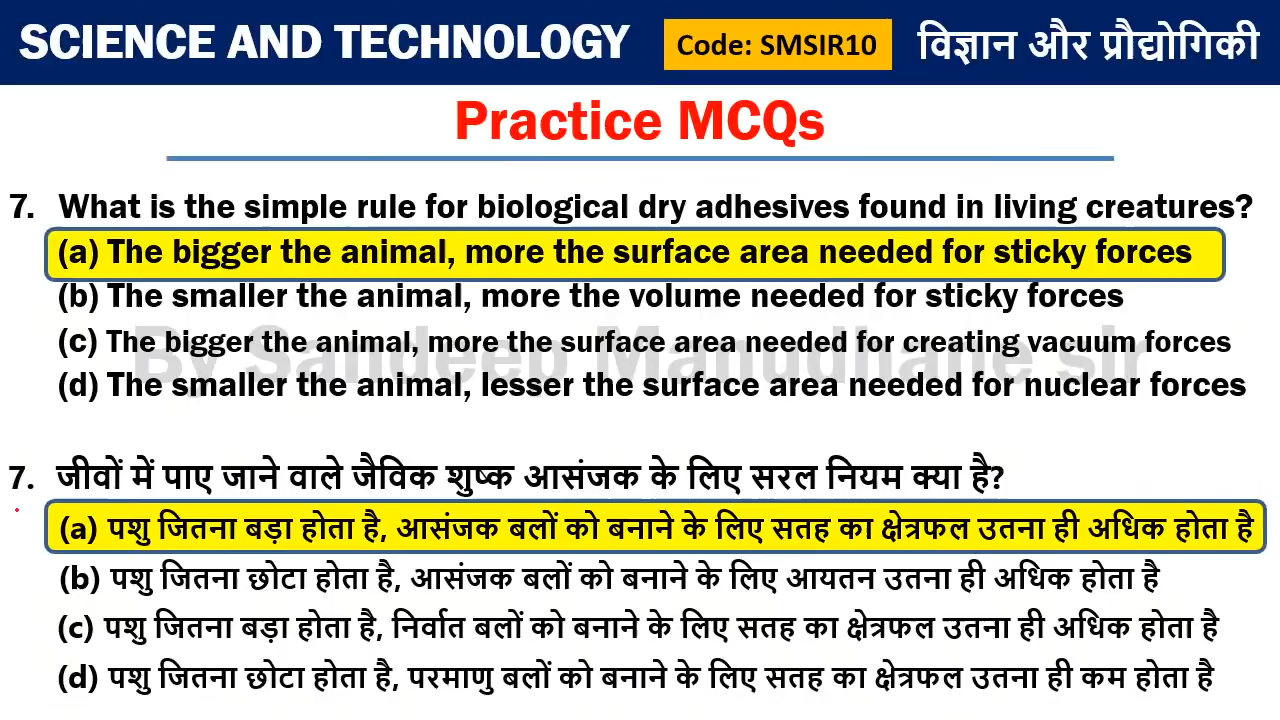 SCIENCE AND TECHNOLOGY Code: SMSIR10 विज्ञान और प्रौद्योगिकी
Practice MCQs
7. What is the simple rule for biological dry adhesives found in living creatures?
(a) The bigger the animal, more the surface area needed for sticky forces
(b) The smaller the animal, more the volume needed for sticky forces
(c) The bigger the animal, more the surface area needed for creating vacuum forces
By Sandeep Manudhane sir
(d) The smaller the animal, lesser the surface area needed for nuclear forces
7. जीवों में पाए जाने वाले जैविक शुष्क आसंजक के लिए सरल नियम क्या है?
(a) पशु जितना बड़ा होता है, आसंजक बलों को बनाने के लिए सतह का क्षेत्रफल उतना ही अधिक होता है
(b) पशु जितना छोटा होता है, आसंजक बलों को बनाने के लिए आयतन उतना ही अधिक होता है
(c) पशु जितना बड़ा होता है, निर्वात बलों को बनाने के लिए सतह का क्षेत्रफल उतना ही अधिक होता है
(d) पशु जितना छोटा होता है, परमाणु बलों को बनाने के लिए सतह का क्षेत्रफल उतना ही कम होता है